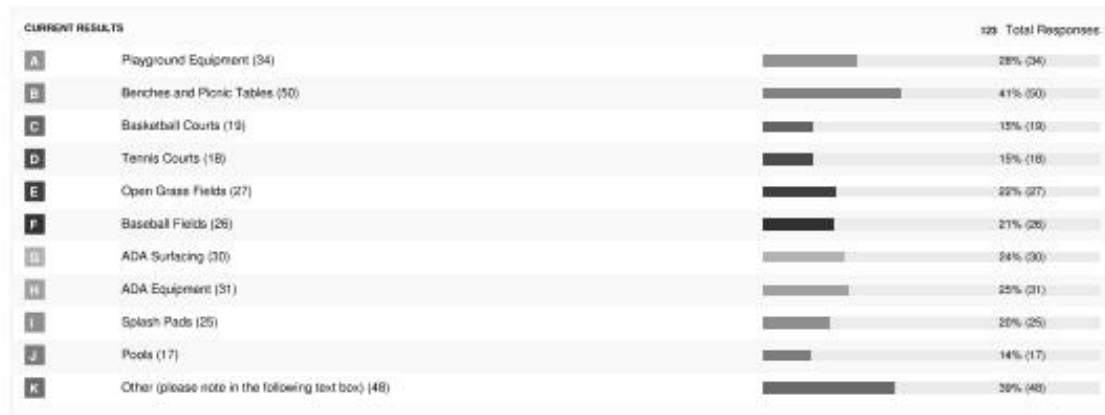 CURRENT RESULTS 123 Total Responses
A Playground Equipment (34) 28% (34)
B Benches and Picnic Tables (50) 41% (50)
C Basketball Courts (19) 15% (19)
D Tennis Courts (18) 15% (18)
E Open Grass Fields (27) 22% (27)
F Baseball Fields (26) 21% (26)
G ADA Surfacing (30) 24% (30)
H ADA Equipment (31) 25% (31)
I Splash Pads (25) 20% (25)
J Pools (17) 14% (17)
K Other (please note in the following text box) (48) 39% (48)